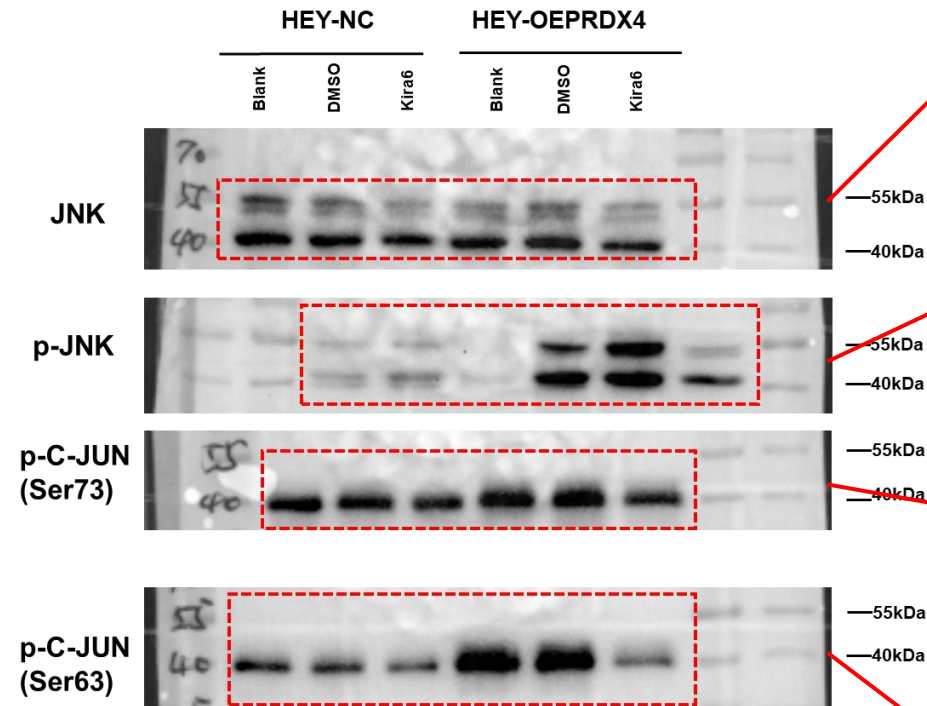 HEY-NC HEY-OEPRDX4
Blank DMSO Kira6 Blank DMSO Kira6
70
JNK 55 —55kDa
40 —40kDa
p-JNK —55kDa
—40kDa
p-C-JUN 55 —55kDa
(Ser73) 40 —40kDa
55 —55kDa
p-C-JUN 40 —40kDa
(Ser63)